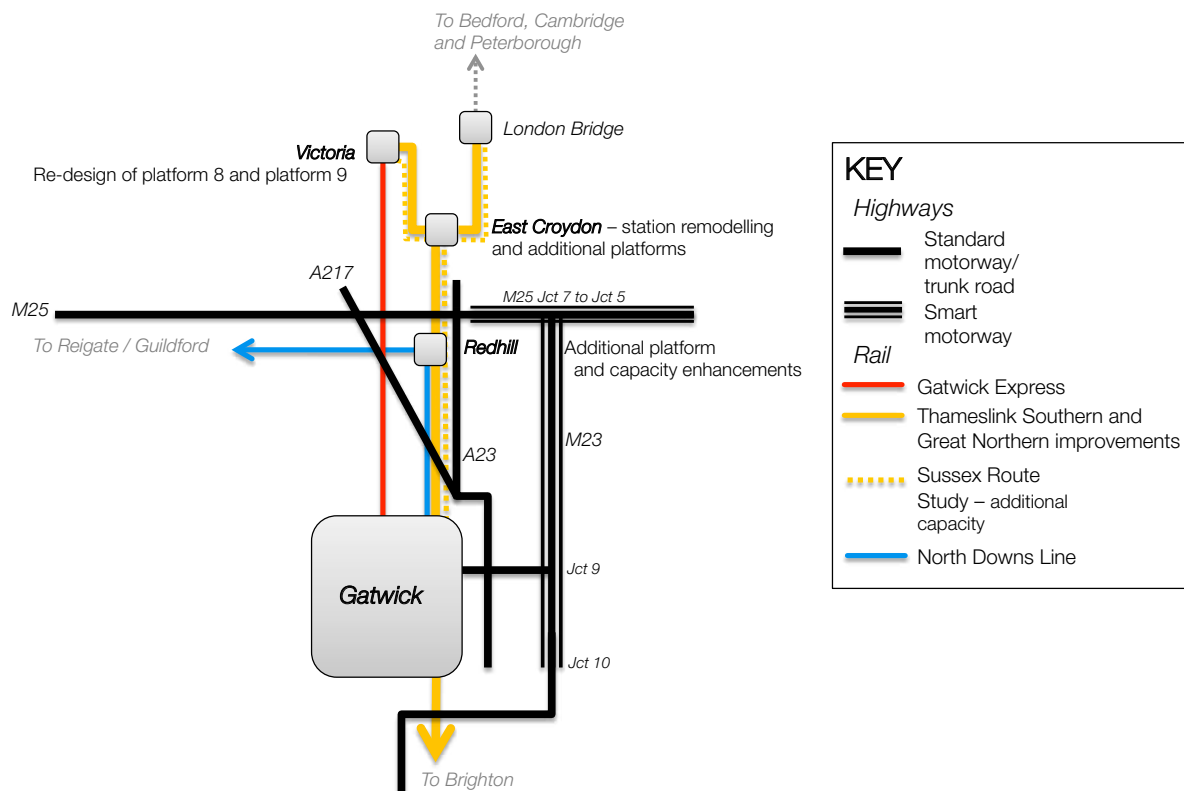 To Bedford, Cambridge
and Peterborough
London Bridge
Victoria
Re-design of platform 8 and platform 9
East Croydon – station remodelling
and additional platforms
A217
M25
M25 Jct 7 to Jct 5
To Reigate / Guildford
Redhill
Additional platform
and capacity enhancements
A23
M23
Gatwick
Jct 9
Jct 10
To Brighton
KEY
Highways
Standard
motorway/
trunk road
Smart
motorway
Rail
Gatwick Express
Thameslink Southern and
Great Northern improvements
Sussex Route
Study – additional
capacity
North Downs Line